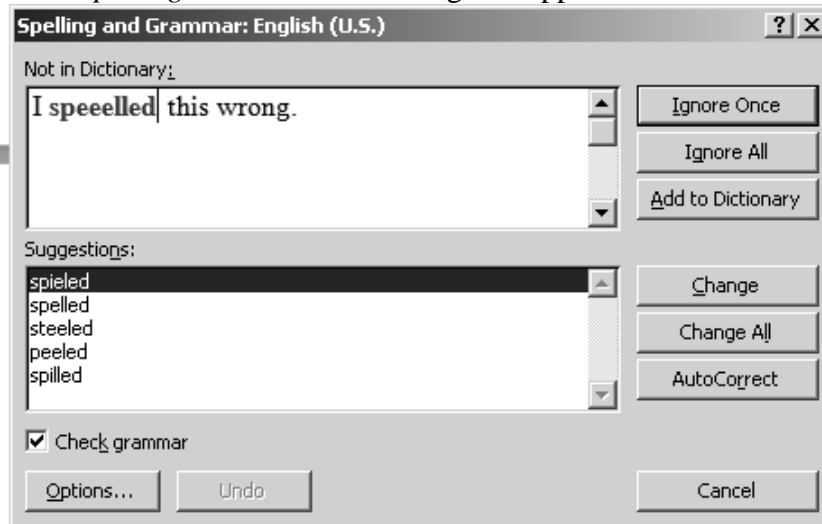 Spelling and Grammar: English (U.S.)
Not in Dictionary:
I speeelled this wrong.
Ignore Once
Ignore All
Add to Dictionary
Suggestions:
spieled
spelled
steeled
peeled
spilled
Change
Change All
AutoCorrect
Check grammar
Options...
Undo
Cancel